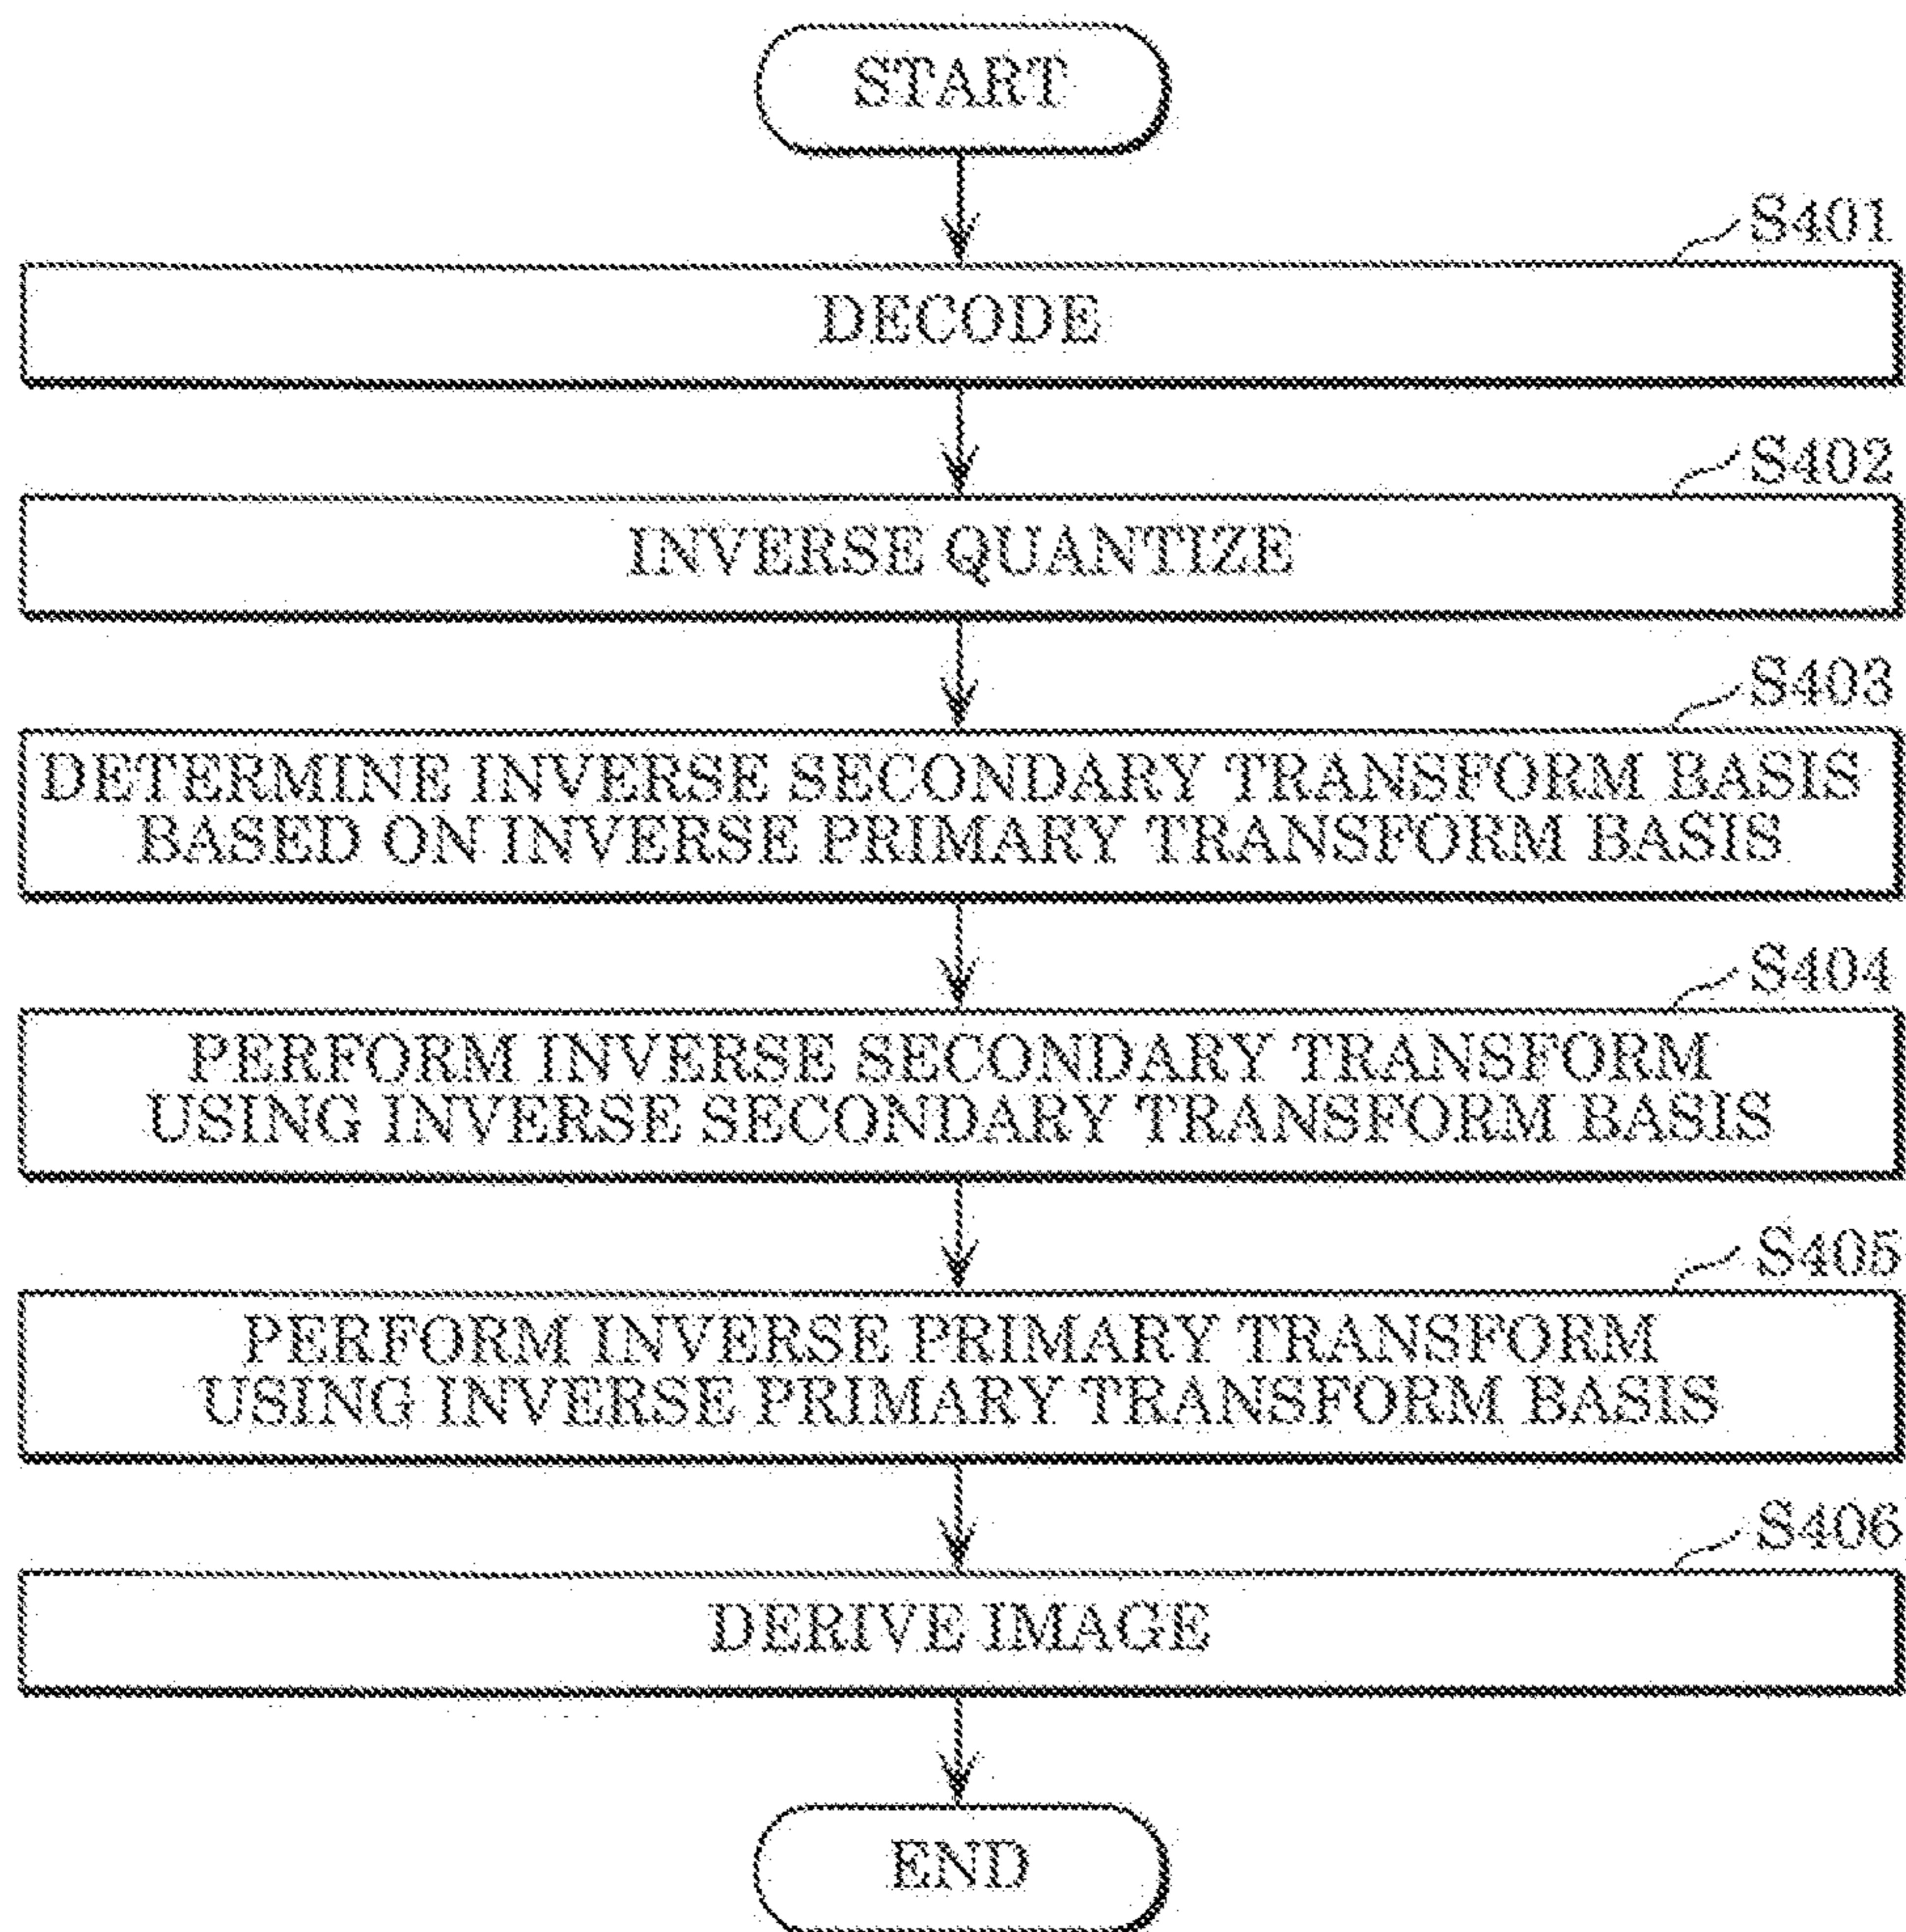 START
S401
DECODE
S402
INVERSE QUANTIZE
S403
DETERMINE INVERSE SECONDARY TRANSFORM BASIS
BASED ON INVERSE PRIMARY TRANSFORM BASIS
S404
PERFORM INVERSE SECONDARY TRANSFORM
USING INVERSE SECONDARY TRANSFORM BASIS
S405
PERFORM INVERSE PRIMARY TRANSFORM
USING INVERSE PRIMARY TRANSFORM BASIS
S406
DERIVE IMAGE
END